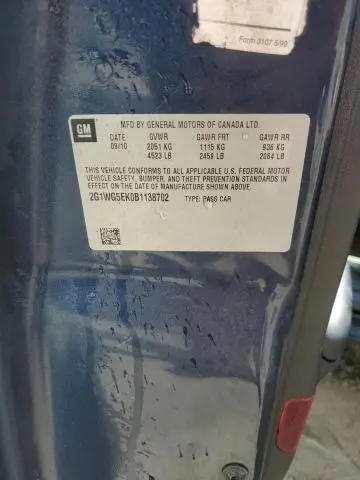 Form 0107 5/99
GM
MFD BY GENERAL MOTORS OF CANADA LTD.
DATE GVWR GAWR FRT GAWR RR
09/10 2051 KG 1115 KG 936 KG
4523 LB 2459 LB 2064 LB
THIS VEHICLE CONFORMS TO ALL APPLICABLE U.S. FEDERAL MOTOR
VEHICLE SAFETY, BUMPER, AND THEFT PREVENTION STANDARDS IN
EFFECT ON THE DATE OF MANUFACTURE SHOWN ABOVE.
2G1WG5EK0B1138702 TYPE: PASS CAR